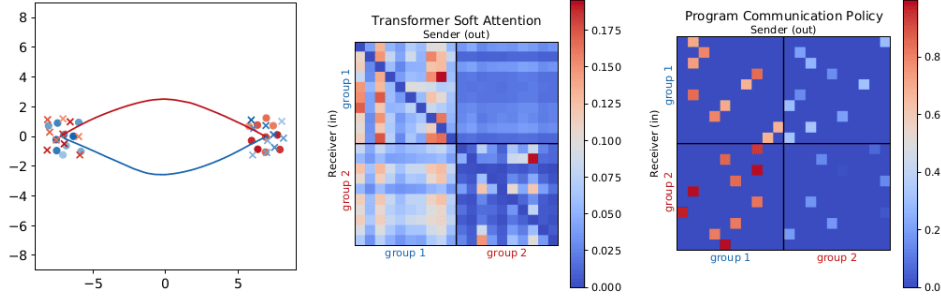 8
6
4
2
0
−2
−4
−6
−8
−5
0
5
Transformer Soft Attention
Sender (out)
Receiver (in)
group 1
group 2
group 1
group 2
0.175
0.150
0.125
0.100
0.075
0.050
0.025
0.000
Program Communication Policy
Sender (out)
Receiver (in)
group 1
group 2
group 1
group 2
0.8
0.6
0.4
0.2
0.0